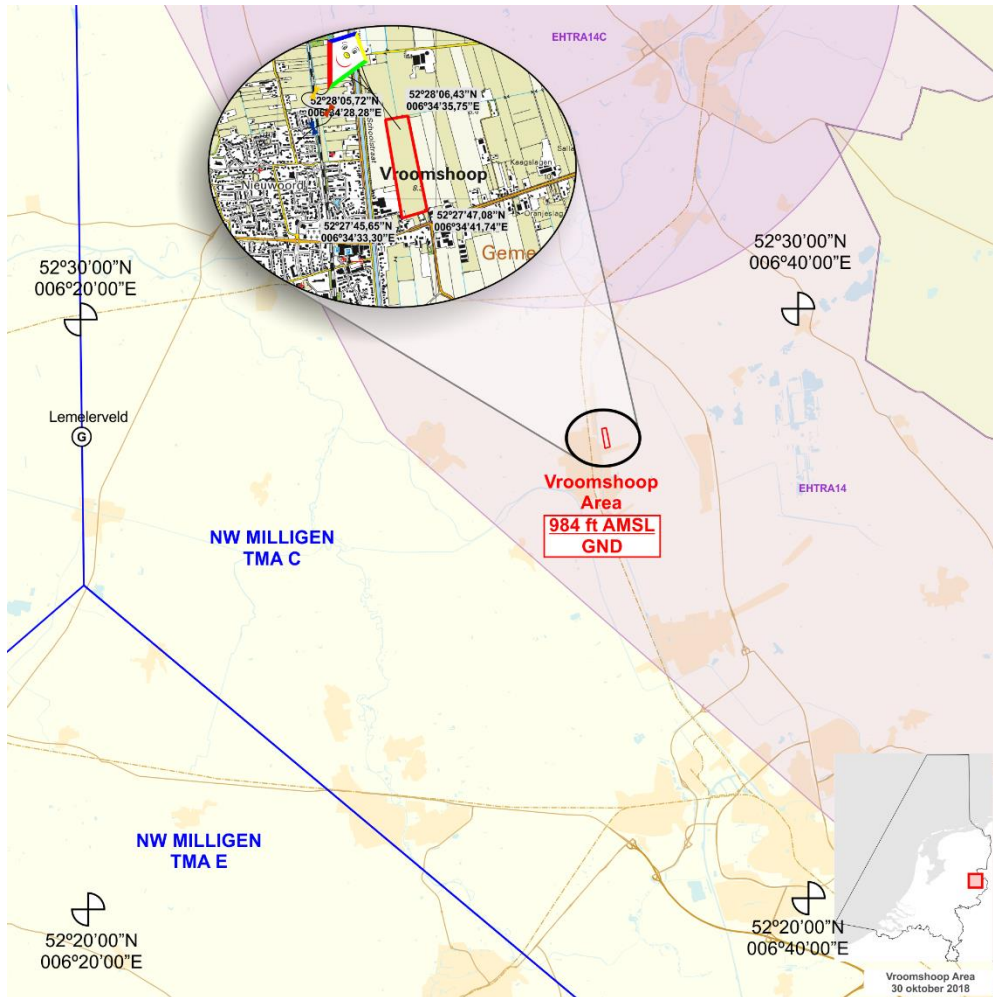 EHTRA14C
52º28'05,72"N
006º34'28,28"E
52º28'06,43"N
006º34'35,75"E
Schoolstraat
Kaagslagen
Vroomshoop
Nieuwoord
Oranjeslag
52º27'45,65"N
006º34'33,30"E
52º27'47,08"N
006º34'41,74"E
Geme
52º30'00"N
006º20'00"E
52º30'00"N
006º40'00"E
Lemelerveld
G
Vroomshoop
Area
984 ft AMSL
GND
EHTRA14
NW MILLIGEN
TMA C
NW MILLIGEN
TMA E
52º20'00"N
006º20'00"E
52º20'00"N
006º40'00"E
Vroomshoop Area
30 oktober 2018